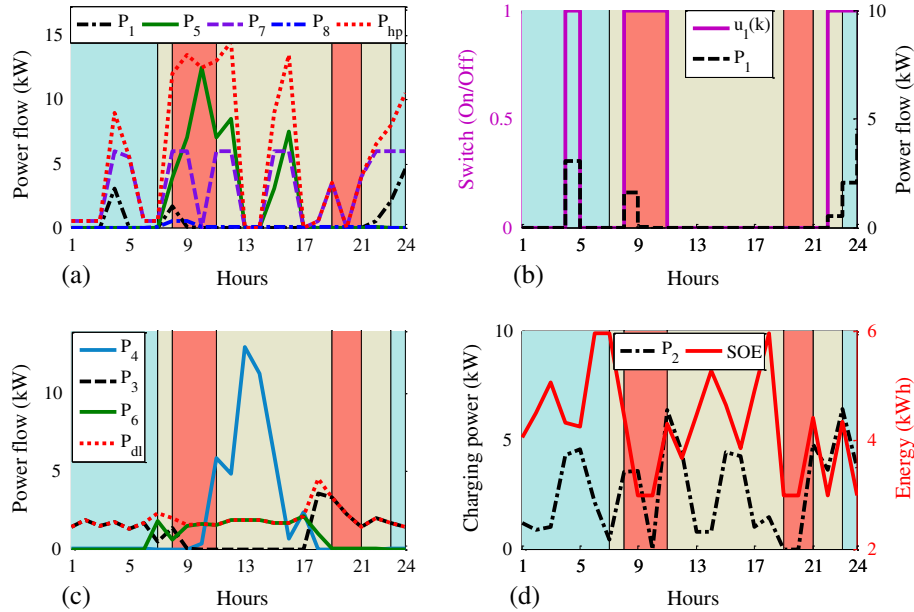 P1 P5 P7 P8 Php
Power flow (kW)
15
10
5
0
1 5 9 13 17 21 24
(a) Hours
Switch (On/Off)
1
0.5
0
u1(k)
P1
10
5
0
Power flow (kW)
1 5 9 13 17 21 24
(b) Hours
Power flow (kW)
10
5
0
P4
P3
P6
Pdl
1 5 9 13 17 21 24
(c) Hours
Charging power (kW)
10
5
0
P2 SOE
6
4
2
Energy (kWh)
1 5 9 13 17 21 24
(d) Hours